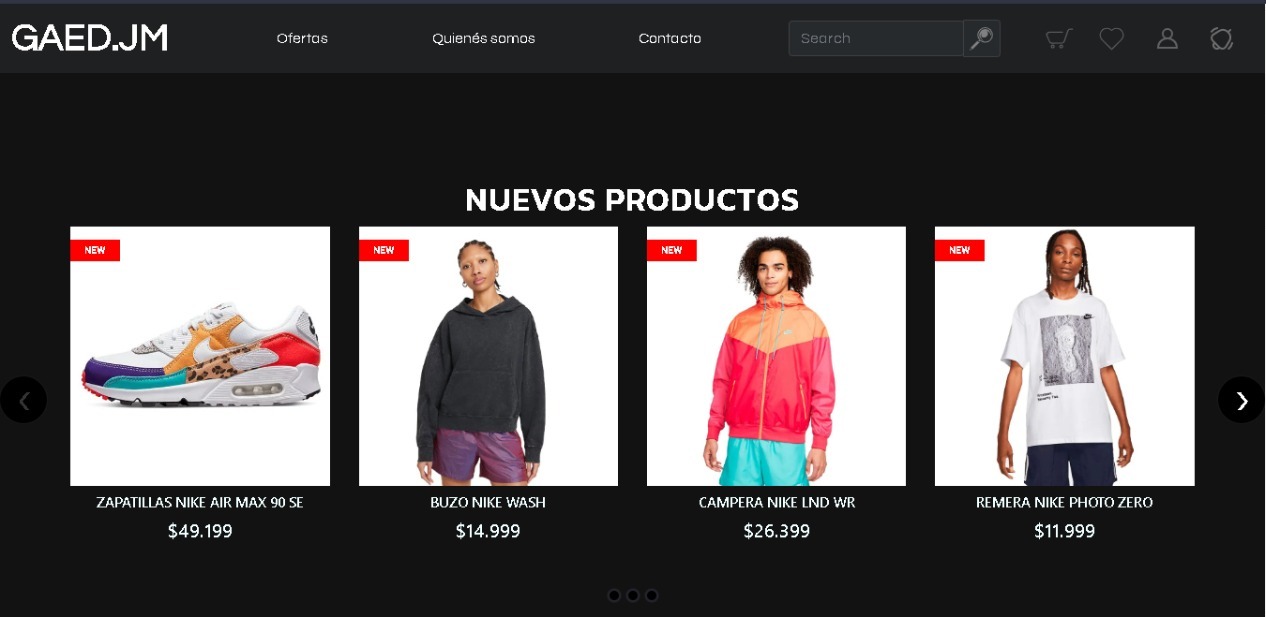 GAED.JM
Ofertas
Quienés somos
Contacto
Search
NUEVOS PRODUCTOS
NEW
NEW
NEW
NEW
ZAPATILLAS NIKE AIR MAX 90 SE
BUZO NIKE WASH
CAMPERA NIKE LND WR
REMERA NIKE PHOTO ZERO
$49.199
$14.999
$26.399
$11.999